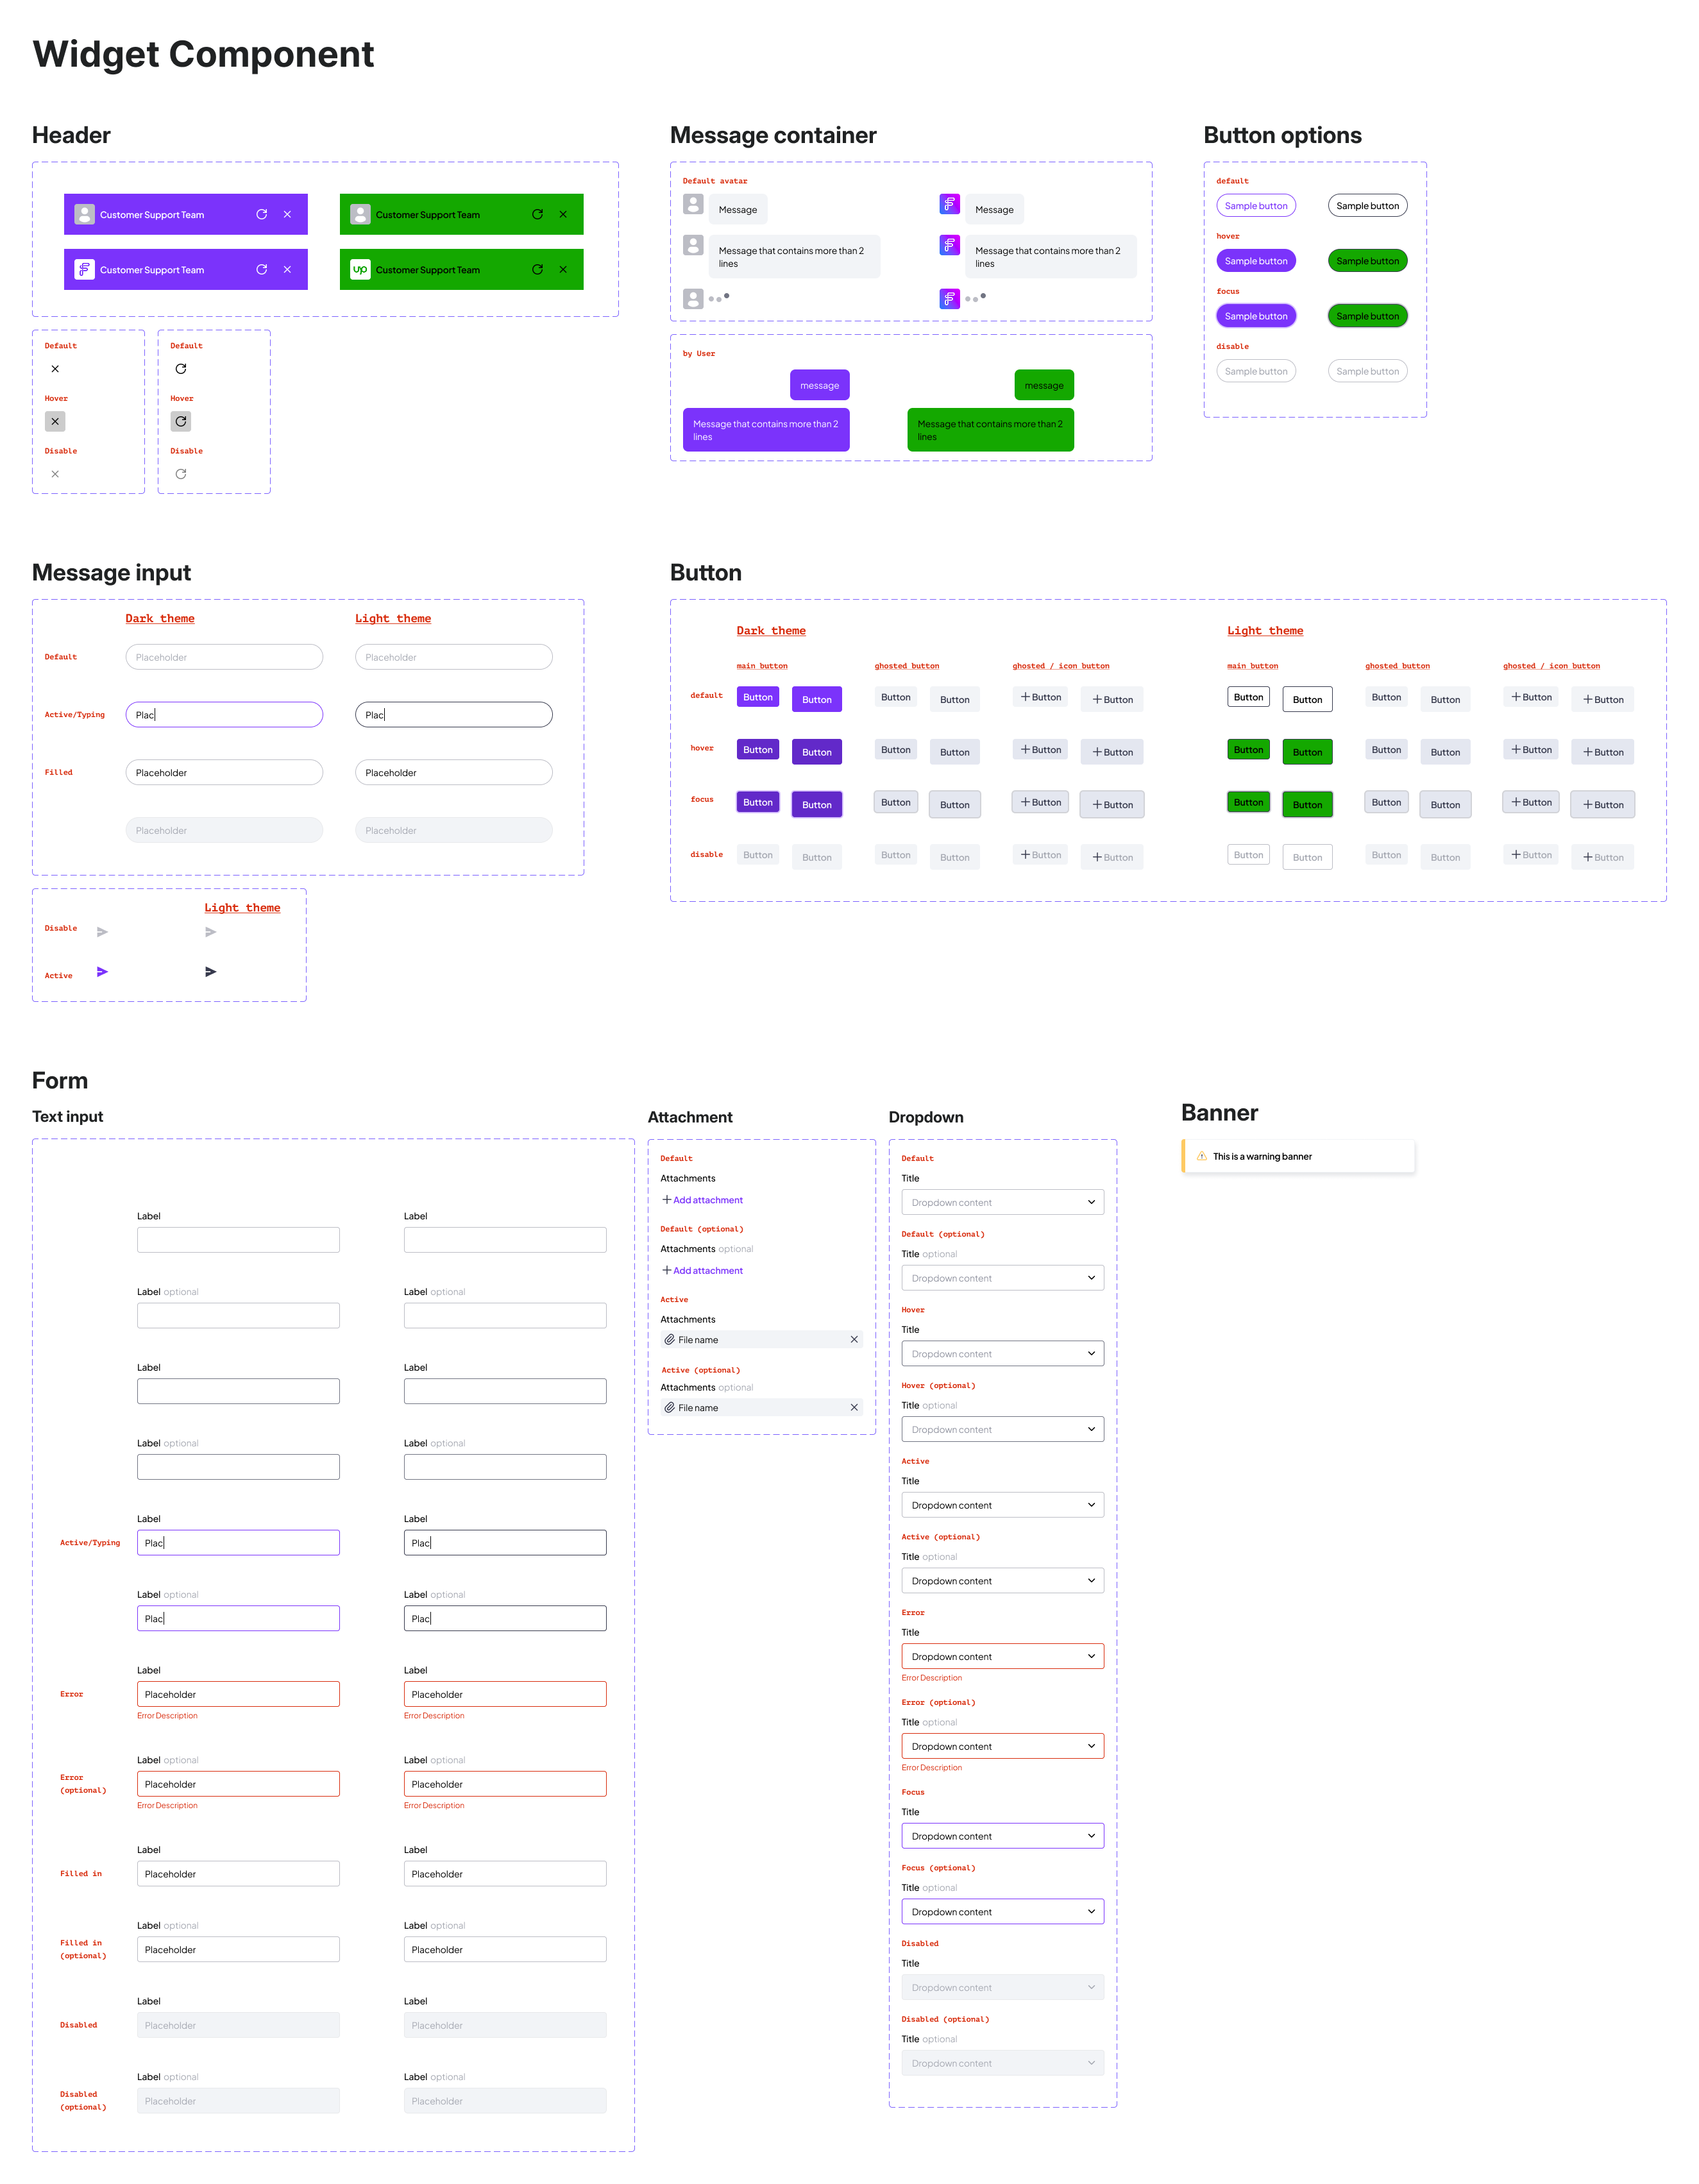 Widget Component
Header
Customer Support Team
Customer Support Team
Customer Support Team
up
Customer Support Team
Default
Hover
Disable
Default
Hover
Disable
Message container
Default avatar
Message
Message that contains more than 2
lines
Message
Message that contains more than 2
lines
by User
message
Message that contains more than 2
lines
message
Message that contains more than 2
lines
Button options
default
Sample button
Sample button
hover
Sample button
Sample button
focus
Sample button
Sample button
disable
Sample button
Sample button
Message input
Dark theme
Light theme
Default
Placeholder
Placeholder
Active/Typing
Plac
Plac
Filled
Placeholder
Placeholder
Placeholder
Placeholder
Light theme
Disable
Active
Button
Dark theme
Light theme
main button
ghosted button
ghosted / icon button
main button
ghosted button
ghosted / icon button
default
Button
Button
Button
Button
Button
Button
Button
Button
Button
Button
Button
Button
hover
Button
Button
Button
Button
Button
Button
Button
Button
Button
Button
Button
Button
focus
Button
Button
Button
Button
Button
Button
Button
Button
Button
Button
Button
Button
disable
Button
Button
Button
Button
Button
Button
Button
Button
Button
Button
Button
Button
Form
Text input
Label
Label
Label optional
Label optional
Label
Label
Label optional
Label optional
Label
Label
Active/Typing
Plac
Plac
Label optional
Label optional
Plac
Plac
Label
Label
Error
Placeholder
Placeholder
Error Description
Error Description
Label optional
Label optional
Error
(optional)
Placeholder
Placeholder
Error Description
Error Description
Label
Label
Filled in
Placeholder
Placeholder
Label optional
Label optional
Filled in
(optional)
Placeholder
Placeholder
Label
Label
Disabled
Placeholder
Placeholder
Label optional
Label optional
Disabled
(optional)
Placeholder
Placeholder
Attachment
Default
Attachments
Add attachment
Default (optional)
Attachments optional
Add attachment
Active
Attachments
File name
Active (optional)
Attachments optional
File name
Dropdown
Default
Title
Dropdown content
Default (optional)
Title optional
Dropdown content
Hover
Title
Dropdown content
Hover (optional)
Title optional
Dropdown content
Active
Title
Dropdown content
Active (optional)
Title optional
Dropdown content
Error
Title
Dropdown content
Error Description
Error (optional)
Title optional
Dropdown content
Error Description
Focus
Title
Dropdown content
Focus (optional)
Title optional
Dropdown content
Disabled
Title
Dropdown content
Disabled (optional)
Title optional
Dropdown content
Banner
This is a warning banner